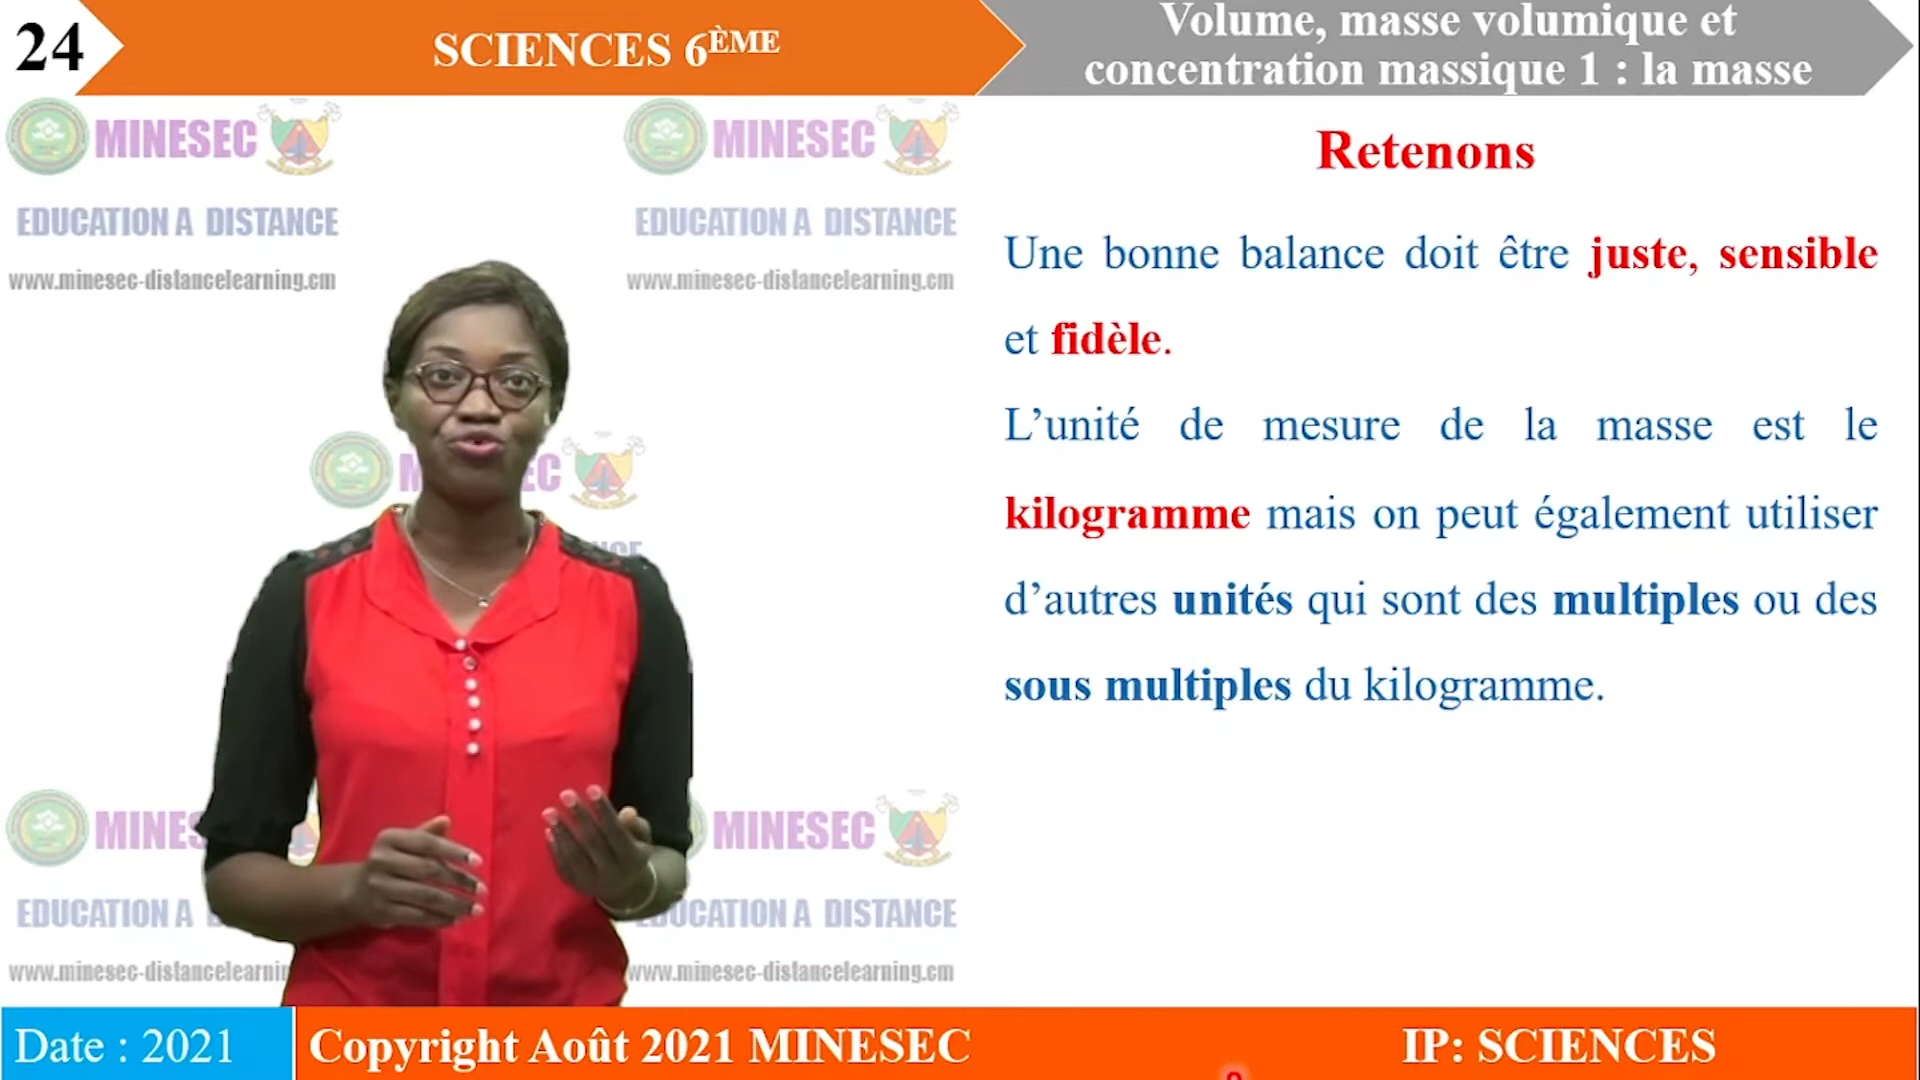 24
SCIENCES 6ÈME
Volume, masse volumique et
concentration massique 1 : la masse
MINESEC
EDUCATION A DISTANCE
www.minesec-distancelearning.cm
MINESEC
EDUCATION A DISTANCE
www.minesec-distancelearning.cm
Retenons
Une bonne balance doit être juste, sensible
et fidèle.
L’unité de mesure de la masse est le
kilogramme mais on peut également utiliser
d’autres unités qui sont des multiples ou des
sous multiples du kilogramme.
MINESEC
EDUCATION A DISTANCE
www.minesec-distancelearning.cm
Date : 2021
Copyright Août 2021 MINESEC
IP: SCIENCES